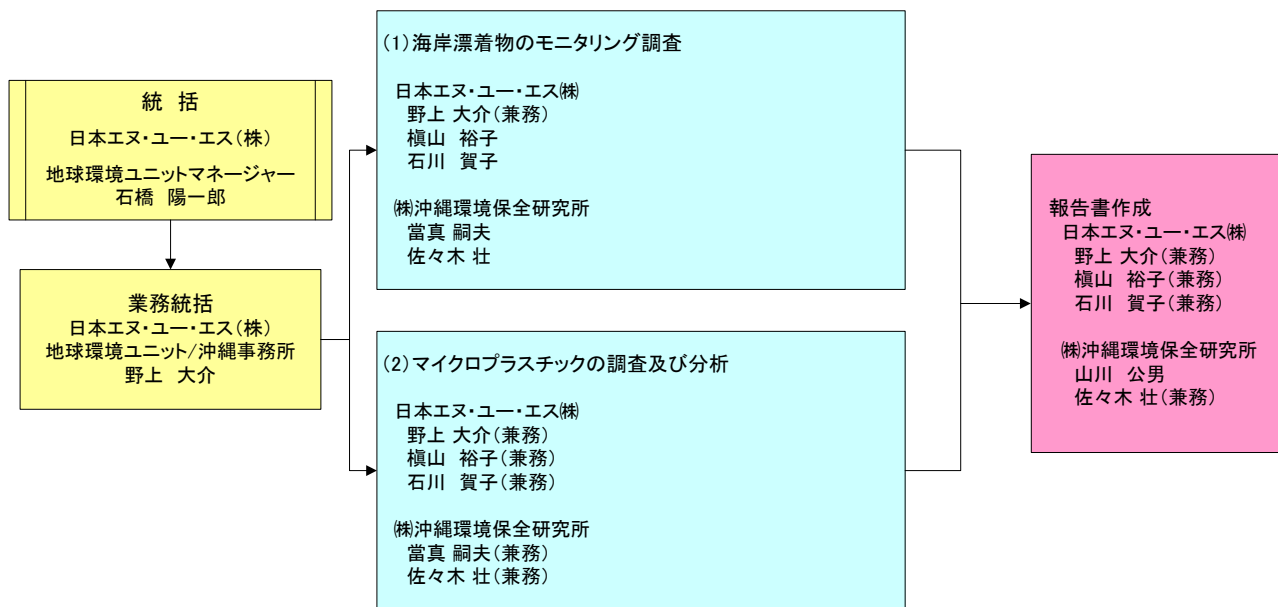 統 括
日本エヌ・ユー・エス(株)
地球環境ユニットマネージャー
石橋 陽一郎
業務統括
日本エヌ・ユー・エス(株)
地球環境ユニット/沖縄事務所
野上 大介
(1)海岸漂着物のモニタリング調査
日本エヌ・ユー・エス㈱
野上 大介(兼務)
槇山 裕子
石川 賀子
㈱沖縄環境保全研究所
當真 嗣夫
佐々木 壮
(2)マイクロプラスチックの調査及び分析
日本エヌ・ユー・エス㈱
野上 大介(兼務)
槇山 裕子(兼務)
石川 賀子(兼務)
㈱沖縄環境保全研究所
當真 嗣夫(兼務)
佐々木 壮(兼務)
報告書作成
日本エヌ・ユー・エス㈱
野上 大介(兼務)
槇山 裕子(兼務)
石川 賀子(兼務)
㈱沖縄環境保全研究所
山川 公男
佐々木 壮(兼務)